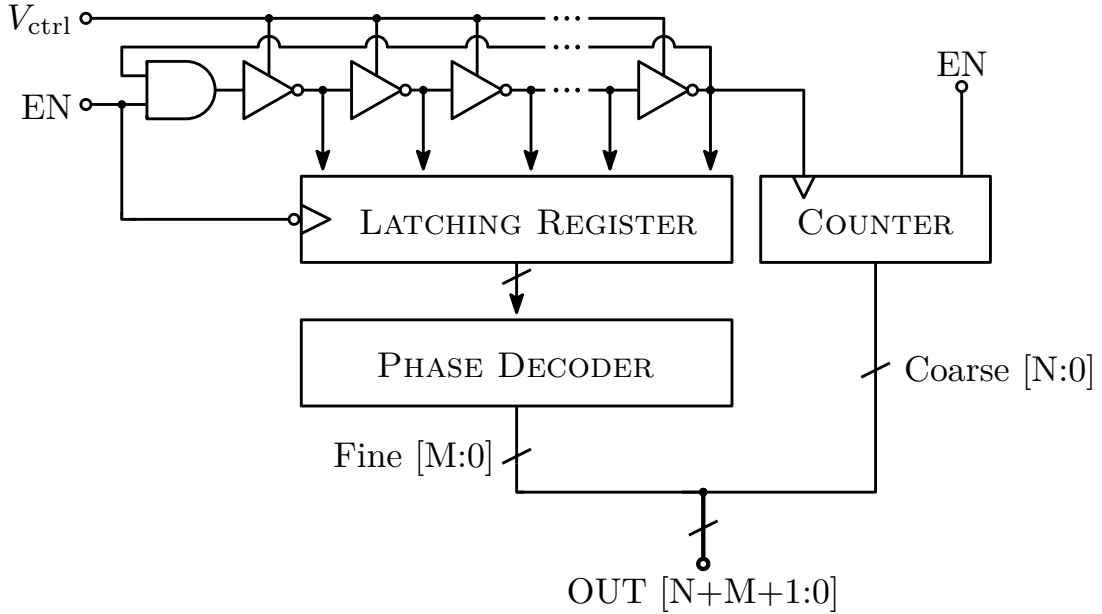 V_ctrl
EN
EN
LATCHING REGISTER
COUNTER
PHASE DECODER
Coarse [N:0]
Fine [M:0]
OUT [N+M+1:0]